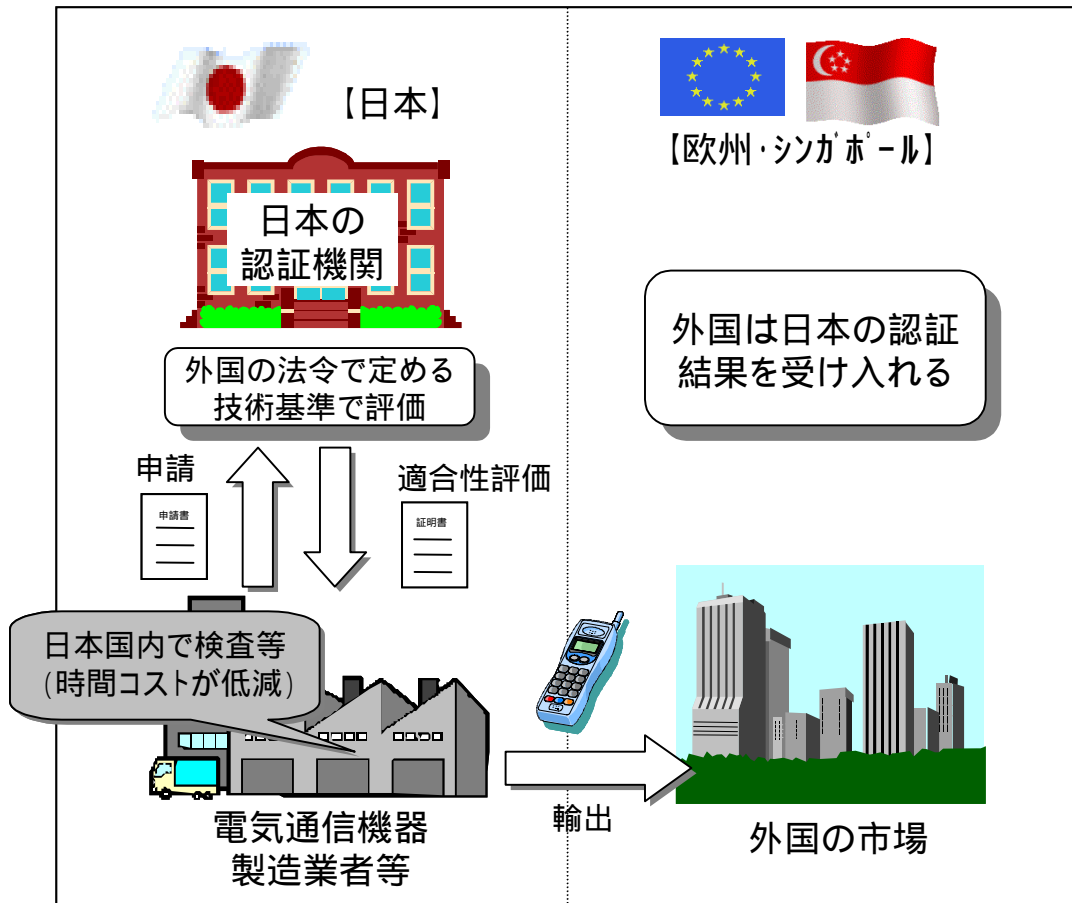 【日本】
【欧州・シンガポール】
日本の
認証機関
外国の法令で定める
技術基準で評価
外国は日本の認証
結果を受け入れる
申請
適合性評価
申請書
証明書
日本国内で検査等
(時間コストが低減)
輸出
電気通信機器
製造業者等
外国の市場